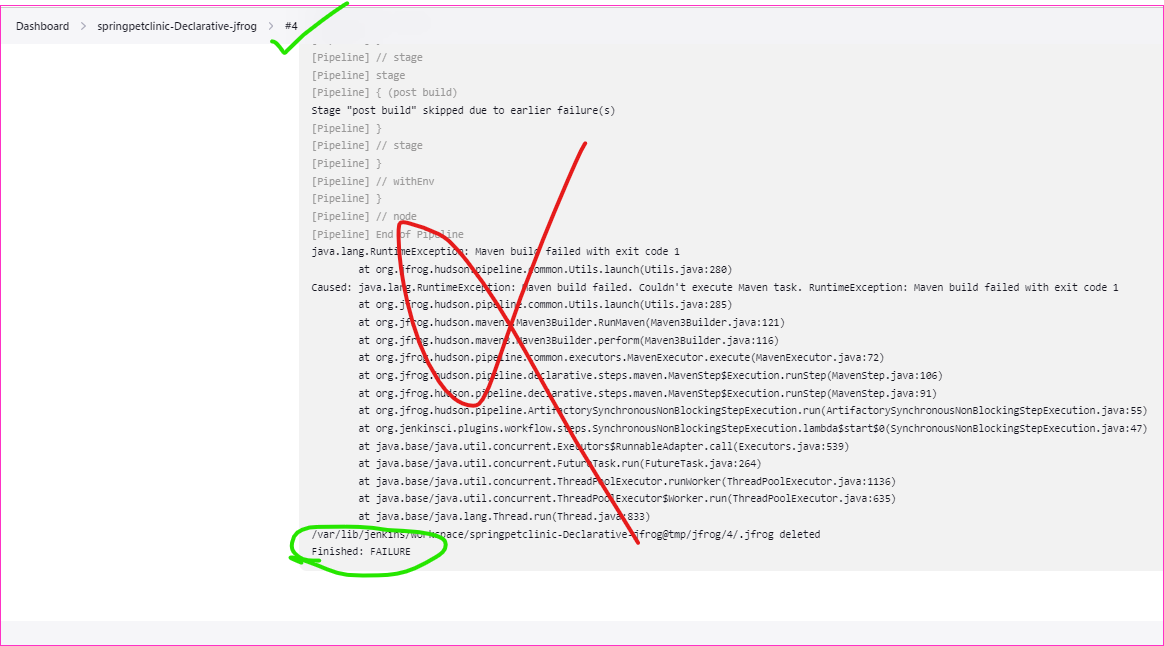 Dashboard > springpetclinic-Declarative-jfrog > #4
[Pipeline] // stage
[Pipeline] stage
[Pipeline] { (post build)
Stage "post build" skipped due to earlier failure(s)
[Pipeline] }
[Pipeline] // stage
[Pipeline] }
[Pipeline] // withEnv
[Pipeline] }
[Pipeline] // node
[Pipeline] End of Pipeline
java.lang.RuntimeException: Maven build failed with exit code 1
at org.jfrog.hudson.pipeline.common.Utils.launch(Utils.java:280)
Caused: java.lang.RuntimeException: Maven build failed. Couldn't execute Maven task. RuntimeException: Maven build failed with exit code 1
at org.jfrog.hudson.pipeline.common.Utils.launch(Utils.java:285)
at org.jfrog.hudson.maven3.Maven3Builder.RunMaven(Maven3Builder.java:121)
at org.jfrog.hudson.maven3.Maven3Builder.perform(Maven3Builder.java:116)
at org.jfrog.hudson.pipeline.common.executors.MavenExecutor.execute(MavenExecutor.java:72)
at org.jfrog.hudson.pipeline.declarative.steps.maven.MavenStep$Execution.runStep(MavenStep.java:106)
at org.jfrog.hudson.pipeline.declarative.steps.maven.MavenStep$Execution.runStep(MavenStep.java:91)
at org.jfrog.hudson.pipeline.ArtifactorySynchronousNonBlockingStepExecution.run(ArtifactorySynchronousNonBlockingStepExecution.java:55)
at org.jenkinsci.plugins.workflow.steps.SynchronousNonBlockingStepExecution.lambda$start$0(SynchronousNonBlockingStepExecution.java:47)
at java.base/java.util.concurrent.Executors$RunnableAdapter.call(Executors.java:539)
at java.base/java.util.concurrent.FutureTask.run(FutureTask.java:264)
at java.base/java.util.concurrent.ThreadPoolExecutor.runWorker(ThreadPoolExecutor.java:1136)
at java.base/java.util.concurrent.ThreadPoolExecutor$Worker.run(ThreadPoolExecutor.java:635)
at java.base/java.lang.Thread.run(Thread.java:833)
/var/lib/jenkins/workspace/springpetclinic-Declarative-jfrog@tmp/jfrog/4/.jfrog deleted
Finished: FAILURE